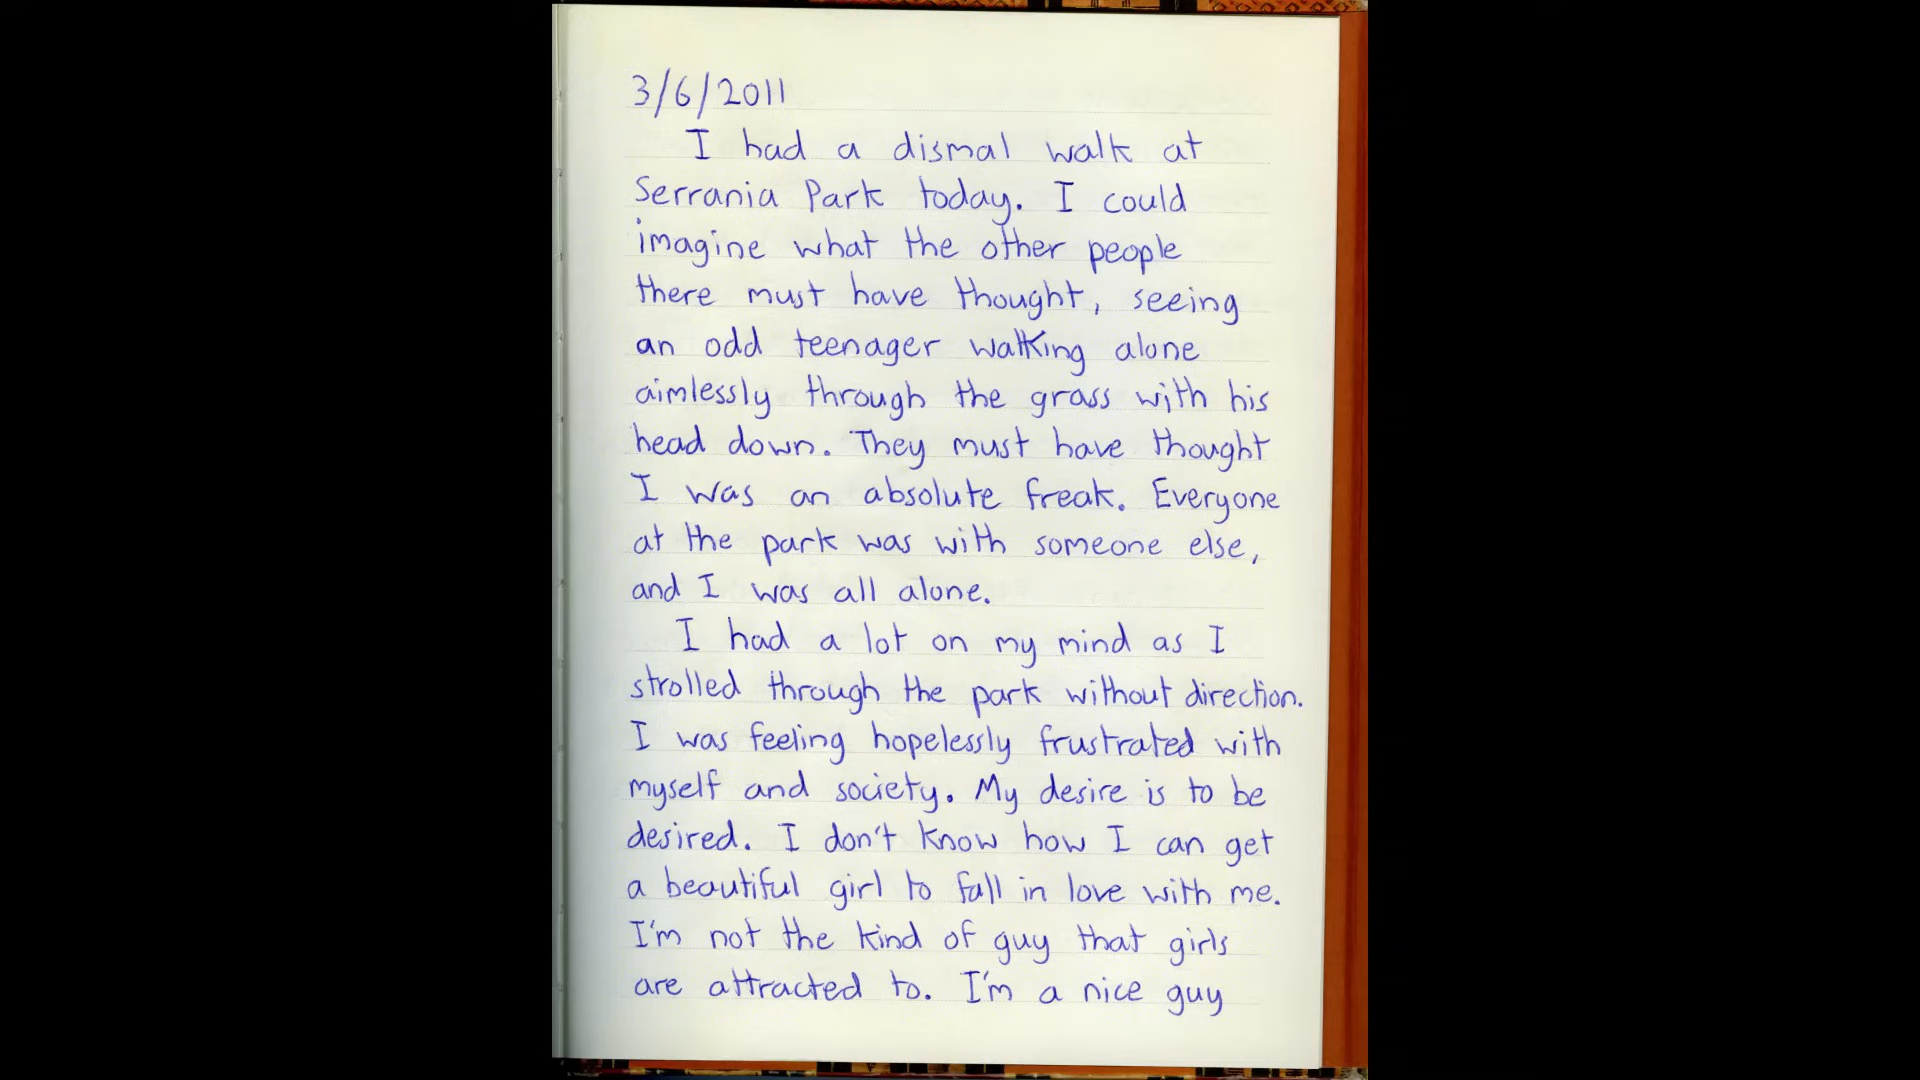 3/6/2011
I had a dismal walk at
Serrania Park today. I could
imagine what the other people
there must have thought, seeing
an odd teenager walking alone
aimlessly through the grass with his
head down. They must have thought
I was an absolute freak. Everyone
at the park was with someone else,
and I was all alone.
I had a lot on my mind as I
strolled through the park without direction.
I was feeling hopelessly frustrated with
myself and society. My desire is to be
desired. I don't know how I can get
a beautiful girl to fall in love with me.
I'm not the kind of guy that girls
are attracted to. I'm a nice guy